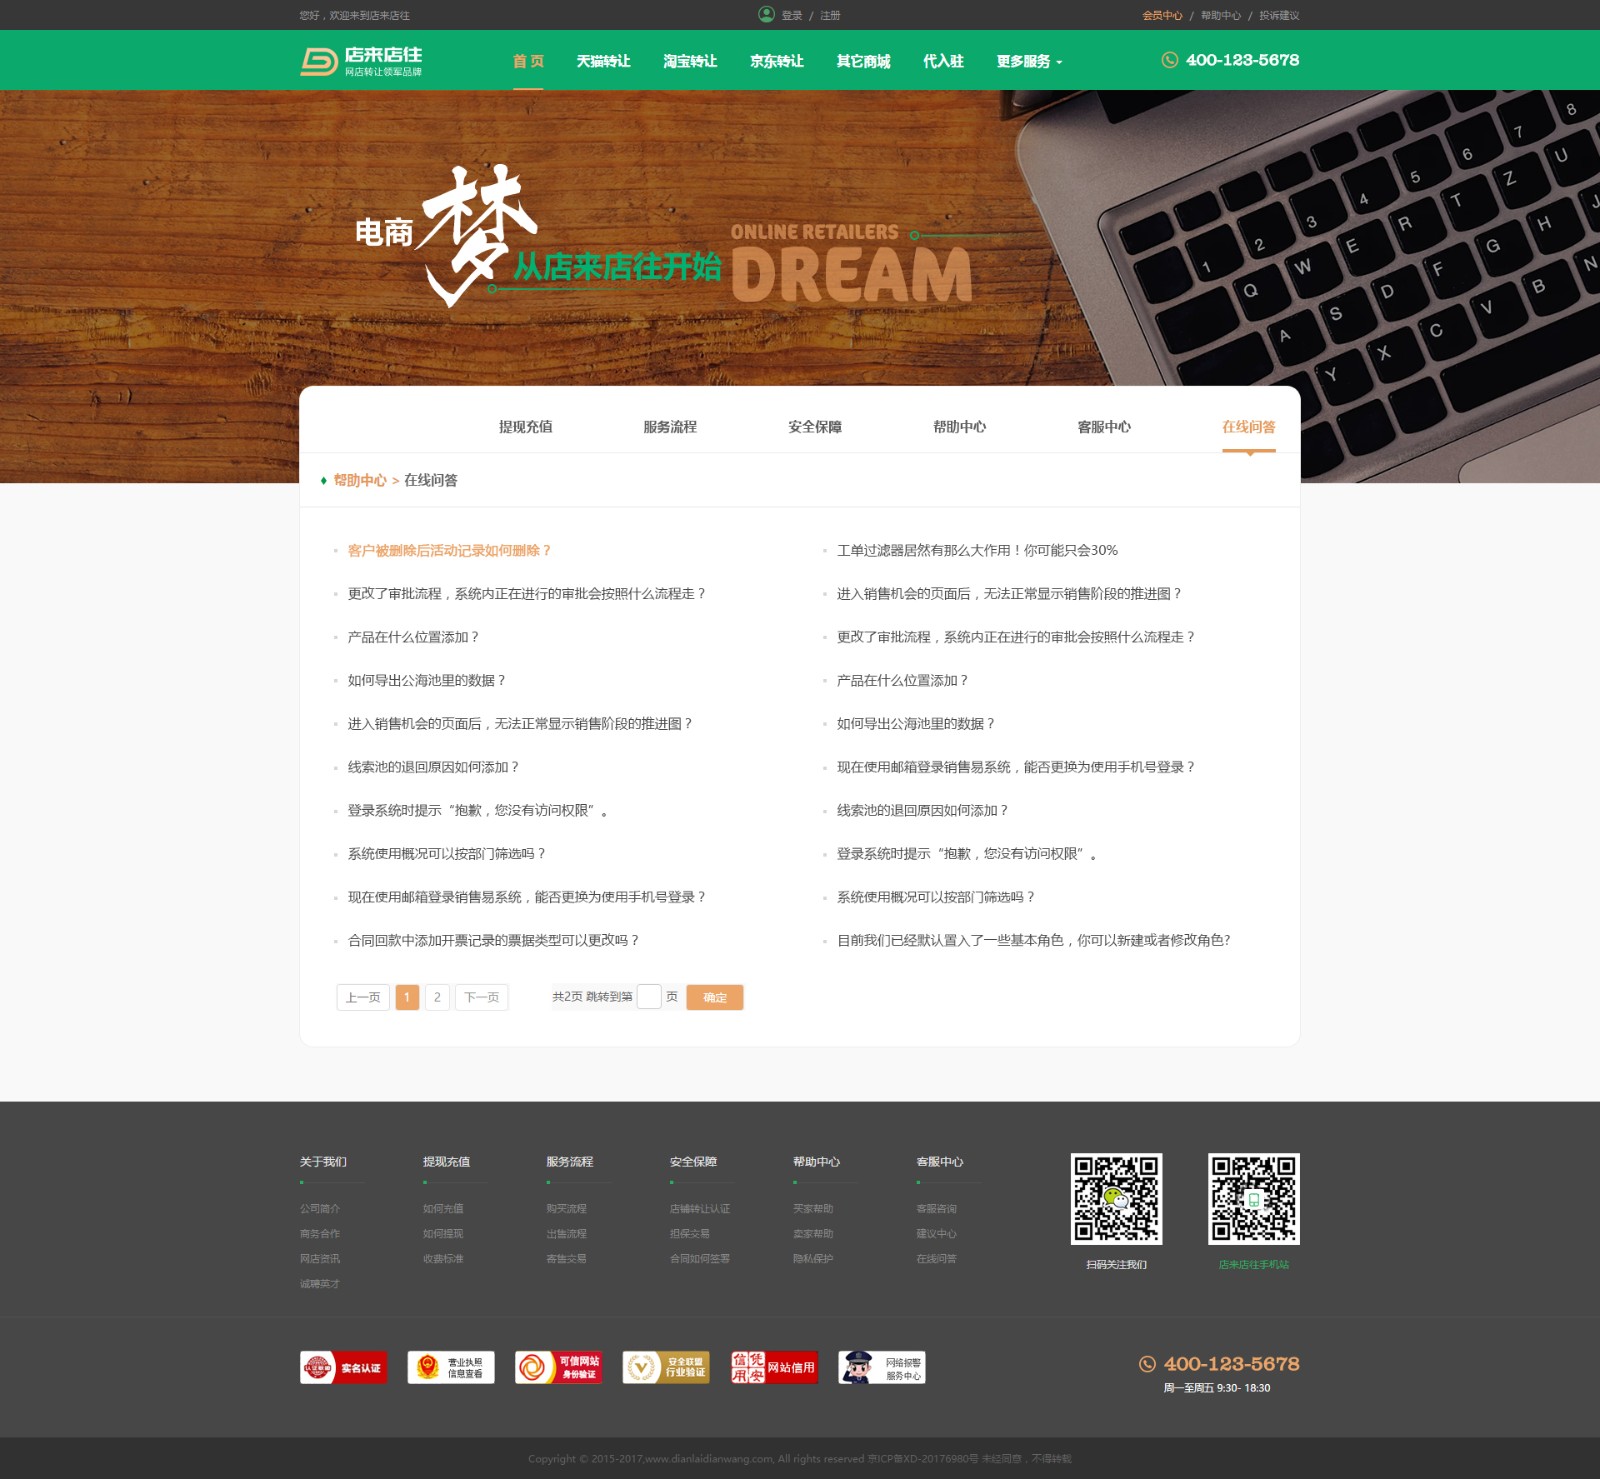 您好，欢迎来到店来店往
登录 / 注册
会员中心 / 帮助中心 / 投诉建议
店来店往
网店转让领军品牌
首 页
天猫转让
淘宝转让
京东转让
其它商城
代入驻
更多服务
400-123-5678
电商梦
从店来店往开始
ONLINE RETAILERS
DREAM
提现充值
服务流程
安全保障
帮助中心
客服中心
在线问答
帮助中心 > 在线问答
客户被删除后活动记录如何删除？
工单过滤器居然有那么大作用！你可能只会30%
更改了审批流程，系统内正在进行的审批会按照什么流程走？
进入销售机会的页面后，无法正常显示销售阶段的推进图？
产品在什么位置添加？
更改了审批流程，系统内正在进行的审批会按照什么流程走？
如何导出公海池里的数据？
产品在什么位置添加？
进入销售机会的页面后，无法正常显示销售阶段的推进图？
如何导出公海池里的数据？
线索池的退回原因如何添加？
现在使用邮箱登录销售易系统，能否更换为使用手机号登录？
登录系统时提示“抱歉，您没有访问权限”。
线索池的退回原因如何添加？
系统使用概况可以按部门筛选吗？
登录系统时提示“抱歉，您没有访问权限”。
现在使用邮箱登录销售易系统，能否更换为使用手机号登录？
系统使用概况可以按部门筛选吗？
合同回款中添加开票记录的票据类型可以更改吗？
目前我们已经默认置入了一些基本角色，你可以新建或者修改角色?
上一页 1 2 下一页 共2页 跳转到第 页 确定
关于我们
提现充值
服务流程
安全保障
帮助中心
客服中心
公司简介
如何充值
购买流程
店铺转让认证
买家帮助
客服咨询
商务合作
如何提现
出售流程
担保交易
卖家帮助
建议中心
网店资讯
收费标准
寄售交易
合同如何签署
隐私保护
在线问答
诚聘英才
扫码关注我们
店来店往手机站
认证联盟
实名认证
营业执照
信息查看
可信网站
身份验证
安全联盟
行业验证
信用凭安
网站信用
网络报警
服务中心
400-123-5678
周一至周五 9:30- 18:30
Copyright © 2015-2017,www.dianlaidianwang.com, All rights reserved 京ICP备XD-20176980号 未经同意，不得转载